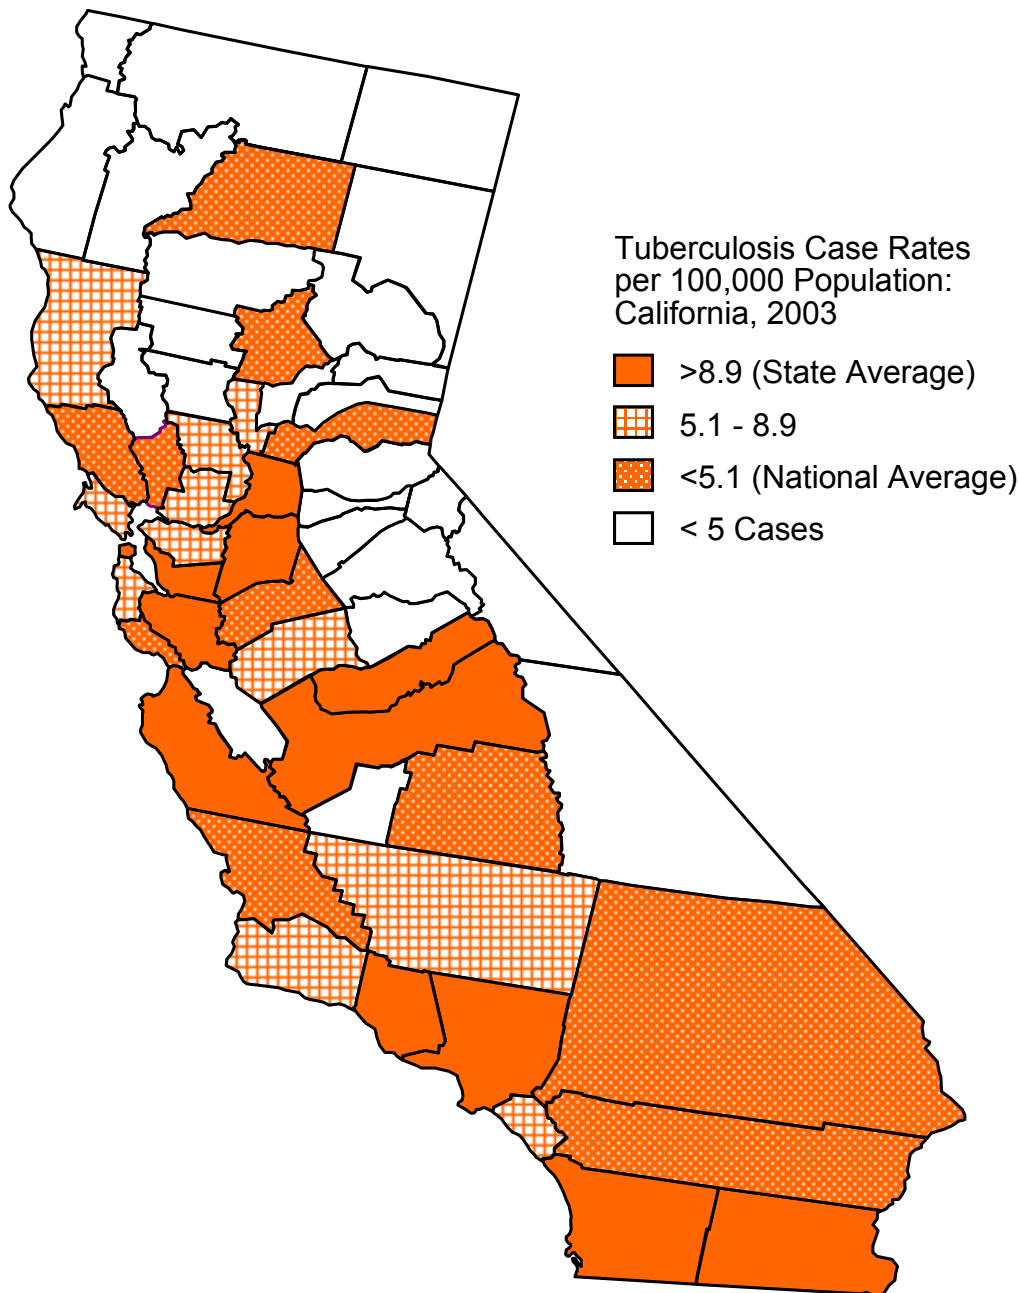 Tuberculosis Case Rates
per 100,000 Population:
California, 2003
>8.9 (State Average)
5.1 - 8.9
<5.1 (National Average)
< 5 Cases